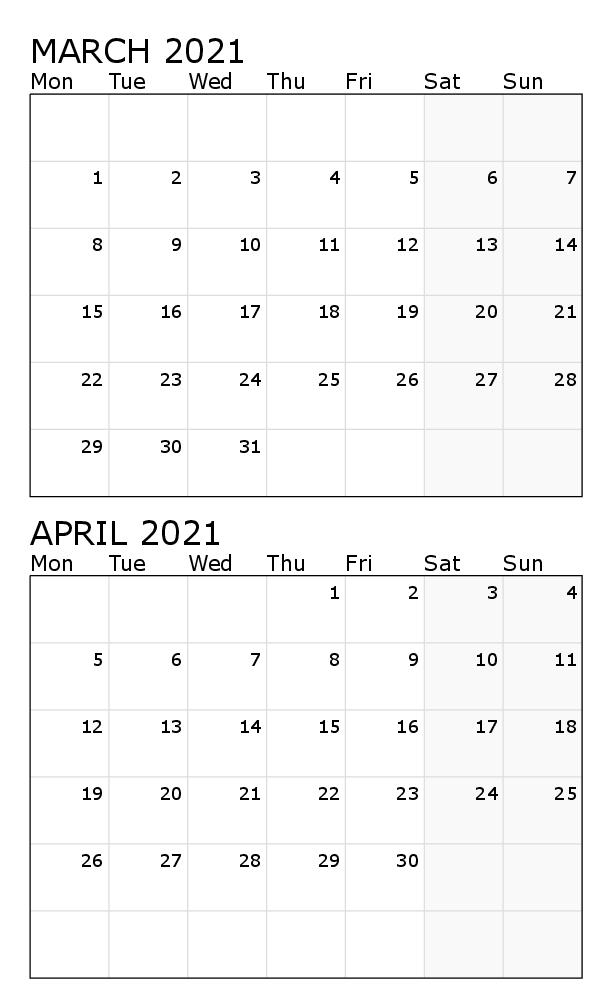 MARCH 2021
Mon Tue Wed Thu Fri Sat Sun
1 2 3 4 5 6 7
8 9 10 11 12 13 14
15 16 17 18 19 20 21
22 23 24 25 26 27 28
29 30 31
APRIL 2021
Mon Tue Wed Thu Fri Sat Sun
1 2 3 4
5 6 7 8 9 10 11
12 13 14 15 16 17 18
19 20 21 22 23 24 25
26 27 28 29 30